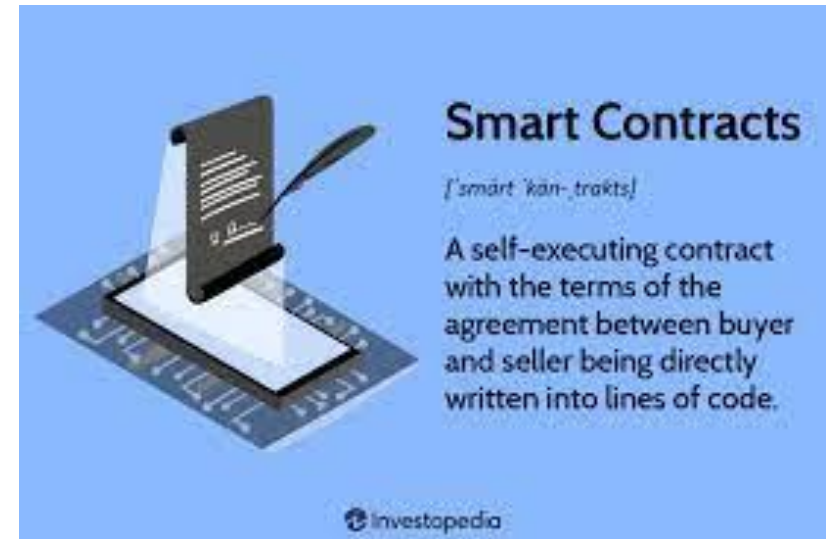 Smart Contracts
[ˈsmärt ˈkän-ˌtrakts]
A self-executing contract
with the terms of the
agreement between buyer
and seller being directly
written into lines of code.
Investopedia